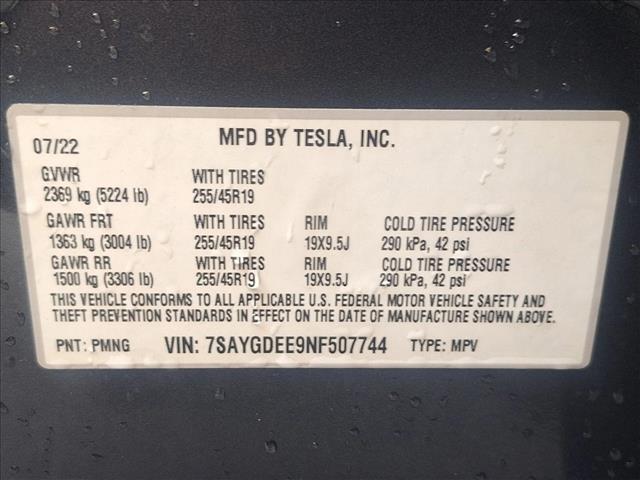 07/22 MFD BY TESLA, INC.
GVWR WITH TIRES
2369 kg (5224 lb) 255/45R19
GAWR FRT WITH TIRES RIM COLD TIRE PRESSURE
1363 kg (3004 lb) 255/45R19 19X9.5J 290 kPa, 42 psi
GAWR RR WITH TIRES RIM COLD TIRE PRESSURE
1500 kg (3306 lb) 255/45R19 19X9.5J 290 kPa, 42 psi
THIS VEHICLE CONFORMS TO ALL APPLICABLE U.S. FEDERAL MOTOR VEHICLE SAFETY AND
THEFT PREVENTION STANDARDS IN EFFECT ON THE DATE OF MANUFACTURE SHOWN ABOVE.
PNT: PMNG VIN: 7SAYGDEE9NF507744 TYPE: MPV